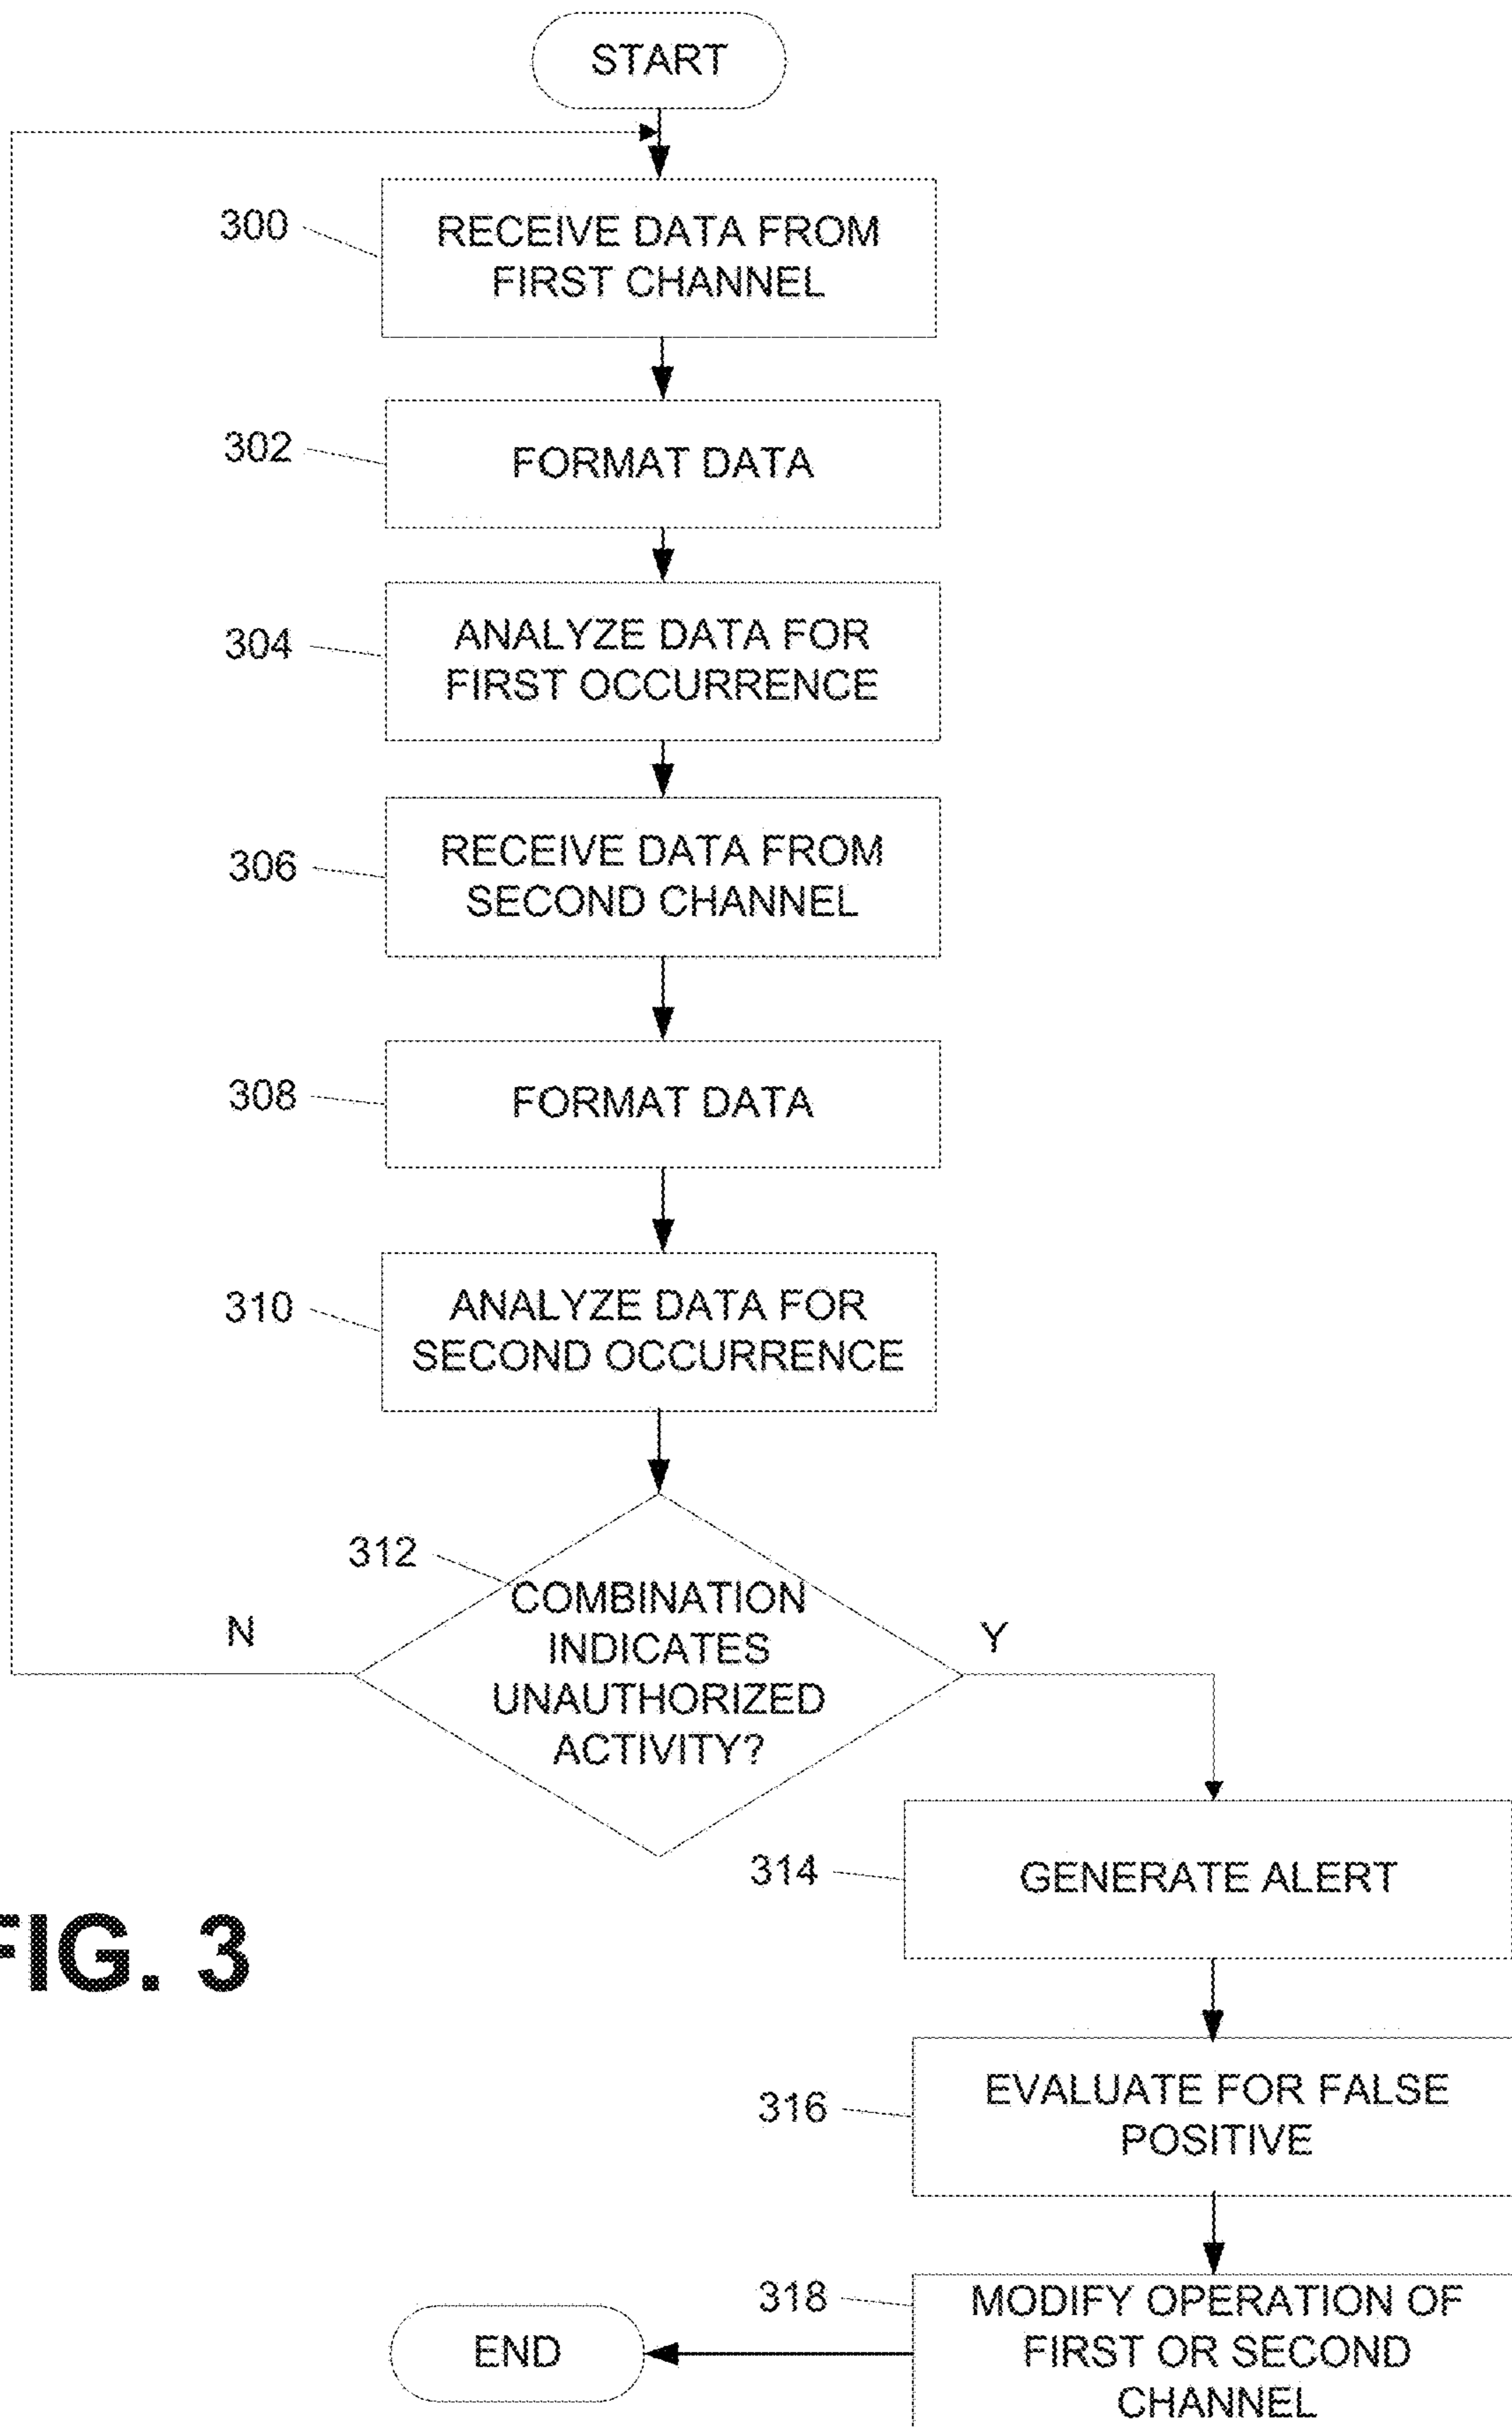 START
300
RECEIVE DATA FROM
FIRST CHANNEL
302
FORMAT DATA
304
ANALYZE DATA FOR
FIRST OCCURRENCE
306
RECEIVE DATA FROM
SECOND CHANNEL
308
FORMAT DATA
310
ANALYZE DATA FOR
SECOND OCCURRENCE
312
COMBINATION
INDICATES
UNAUTHORIZED
ACTIVITY?
N
Y
314
GENERATE ALERT
FIG. 3
316
EVALUATE FOR FALSE
POSITIVE
318
MODIFY OPERATION OF
FIRST OR SECOND
CHANNEL
END